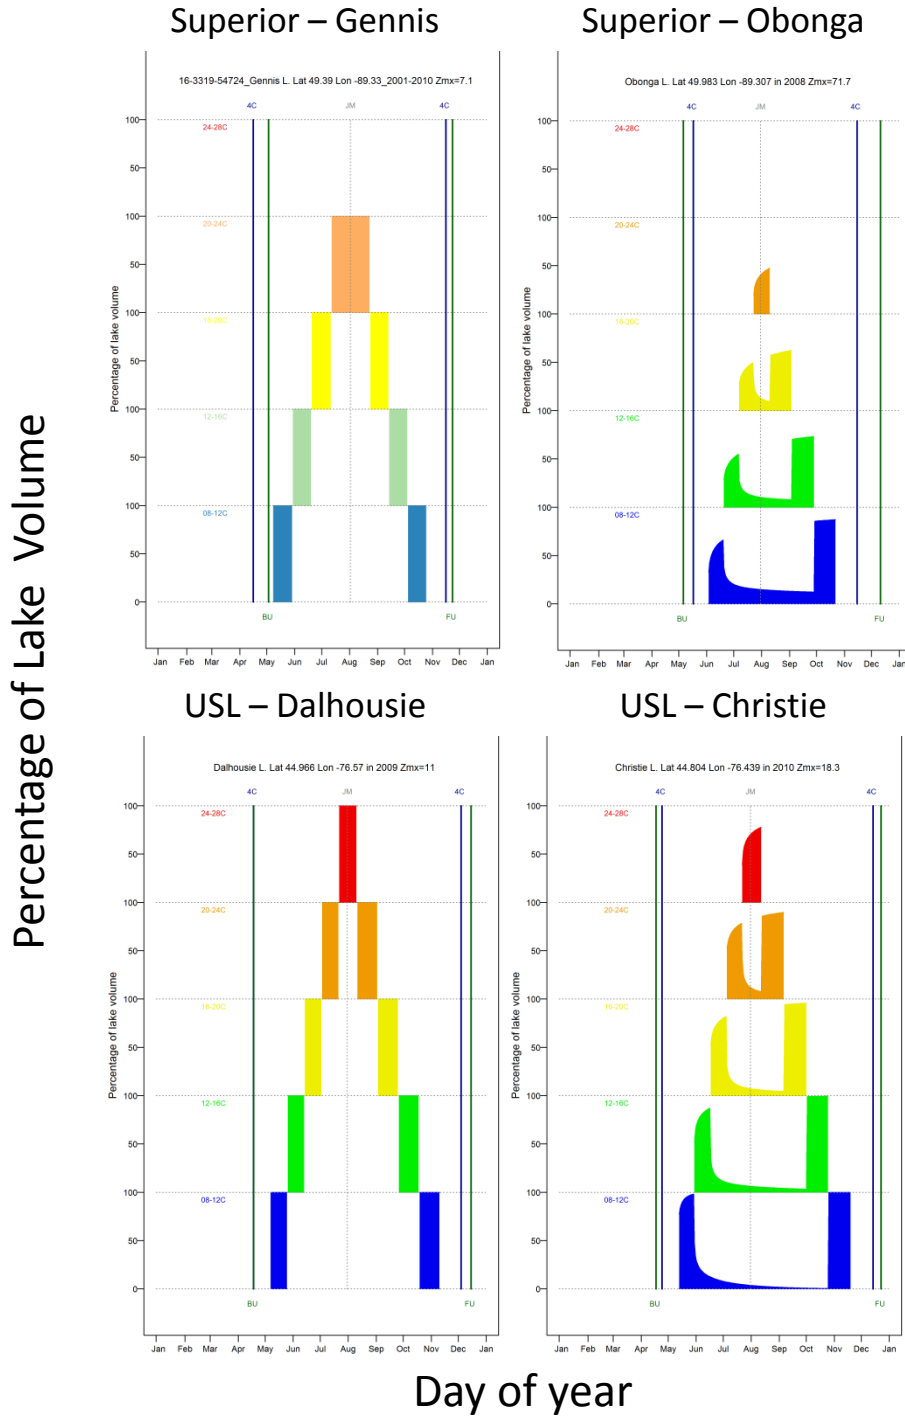 Superior – Gennis
16-3319-54724_Gennis L. Lat 49.39 Lon -89.33_2001-2010 Zmx=7.1
4C JM 4C
100
24-28C
50
100
20-24C
50
100
16-20C
50
100
12-16C
50
100
08-12C
50
0
BU FU
Percentage of lake volume
Jan Feb Mar Apr May Jun Jul Aug Sep Oct Nov Dec Jan
Superior – Obonga
Obonga L. Lat 49.983 Lon -89.307 in 2008 Zmx=71.7
4C JM 4C
100
24-28C
50
100
20-24C
50
100
16-20C
50
100
12-16C
50
100
08-12C
50
0
BU FU
Percentage of lake volume
Jan Feb Mar Apr May Jun Jul Aug Sep Oct Nov Dec Jan
Percentage of Lake Volume
USL – Dalhousie
Dalhousie L. Lat 44.966 Lon -76.57 in 2009 Zmx=11
4C JM 4C
100
24-28C
50
100
20-24C
50
100
16-20C
50
100
12-16C
50
100
08-12C
50
0
BU FU
Percentage of lake volume
Jan Feb Mar Apr May Jun Jul Aug Sep Oct Nov Dec Jan
USL – Christie
Christie L. Lat 44.804 Lon -76.439 in 2010 Zmx=18.3
4C JM 4C
100
24-28C
50
100
20-24C
50
100
16-20C
50
100
12-16C
50
100
08-12C
50
0
BU FU
Percentage of lake volume
Jan Feb Mar Apr May Jun Jul Aug Sep Oct Nov Dec Jan
Day of year